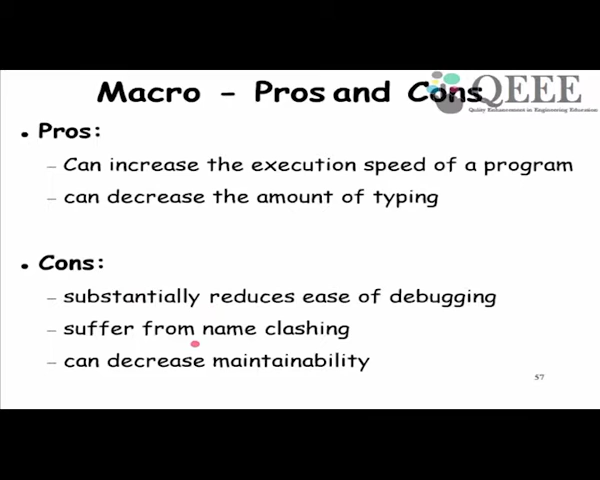 Macro - Pros and Cons
QEEE
Quality Enhancement in Engineering Education
• Pros:
– Can increase the execution speed of a program
– can decrease the amount of typing
• Cons:
– substantially reduces ease of debugging
– suffer from name clashing
– can decrease maintainability
57